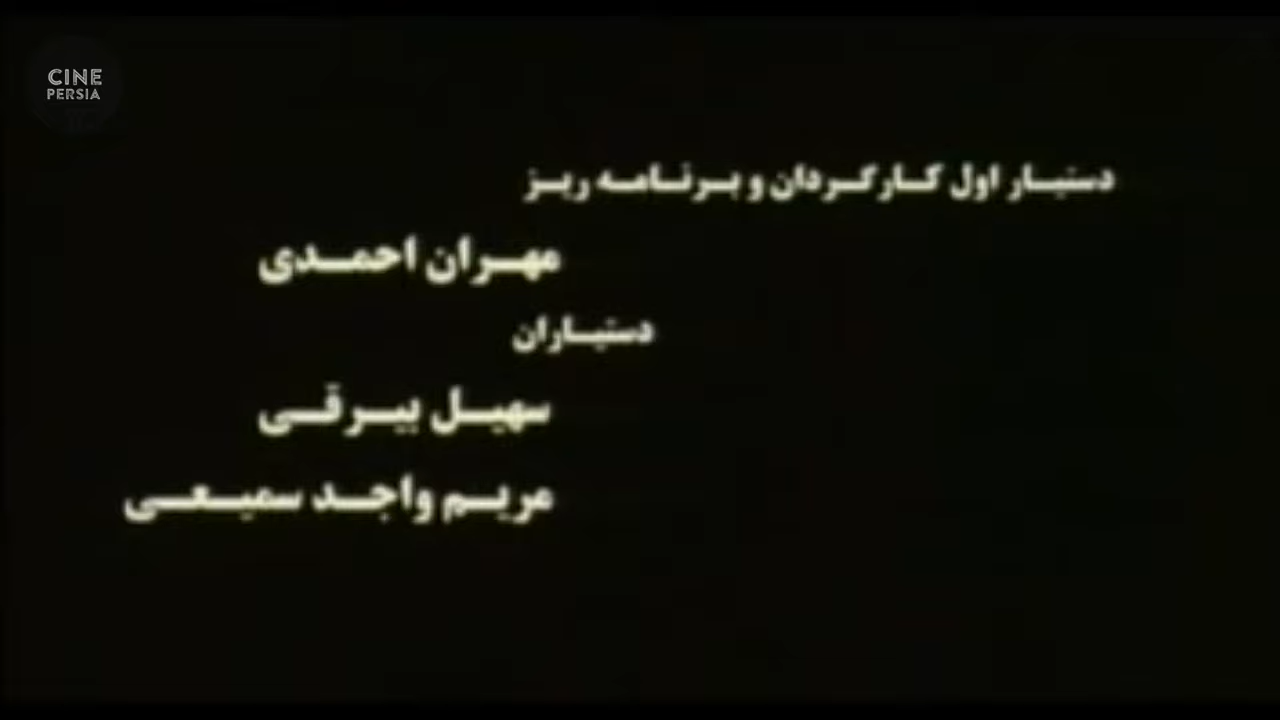 CINE
PERSIA
دستیار اول کارگردان و برنامه ریز
مهران احمدی
دستیاران
سهیل بیرقی
مریم واجد سمیعی